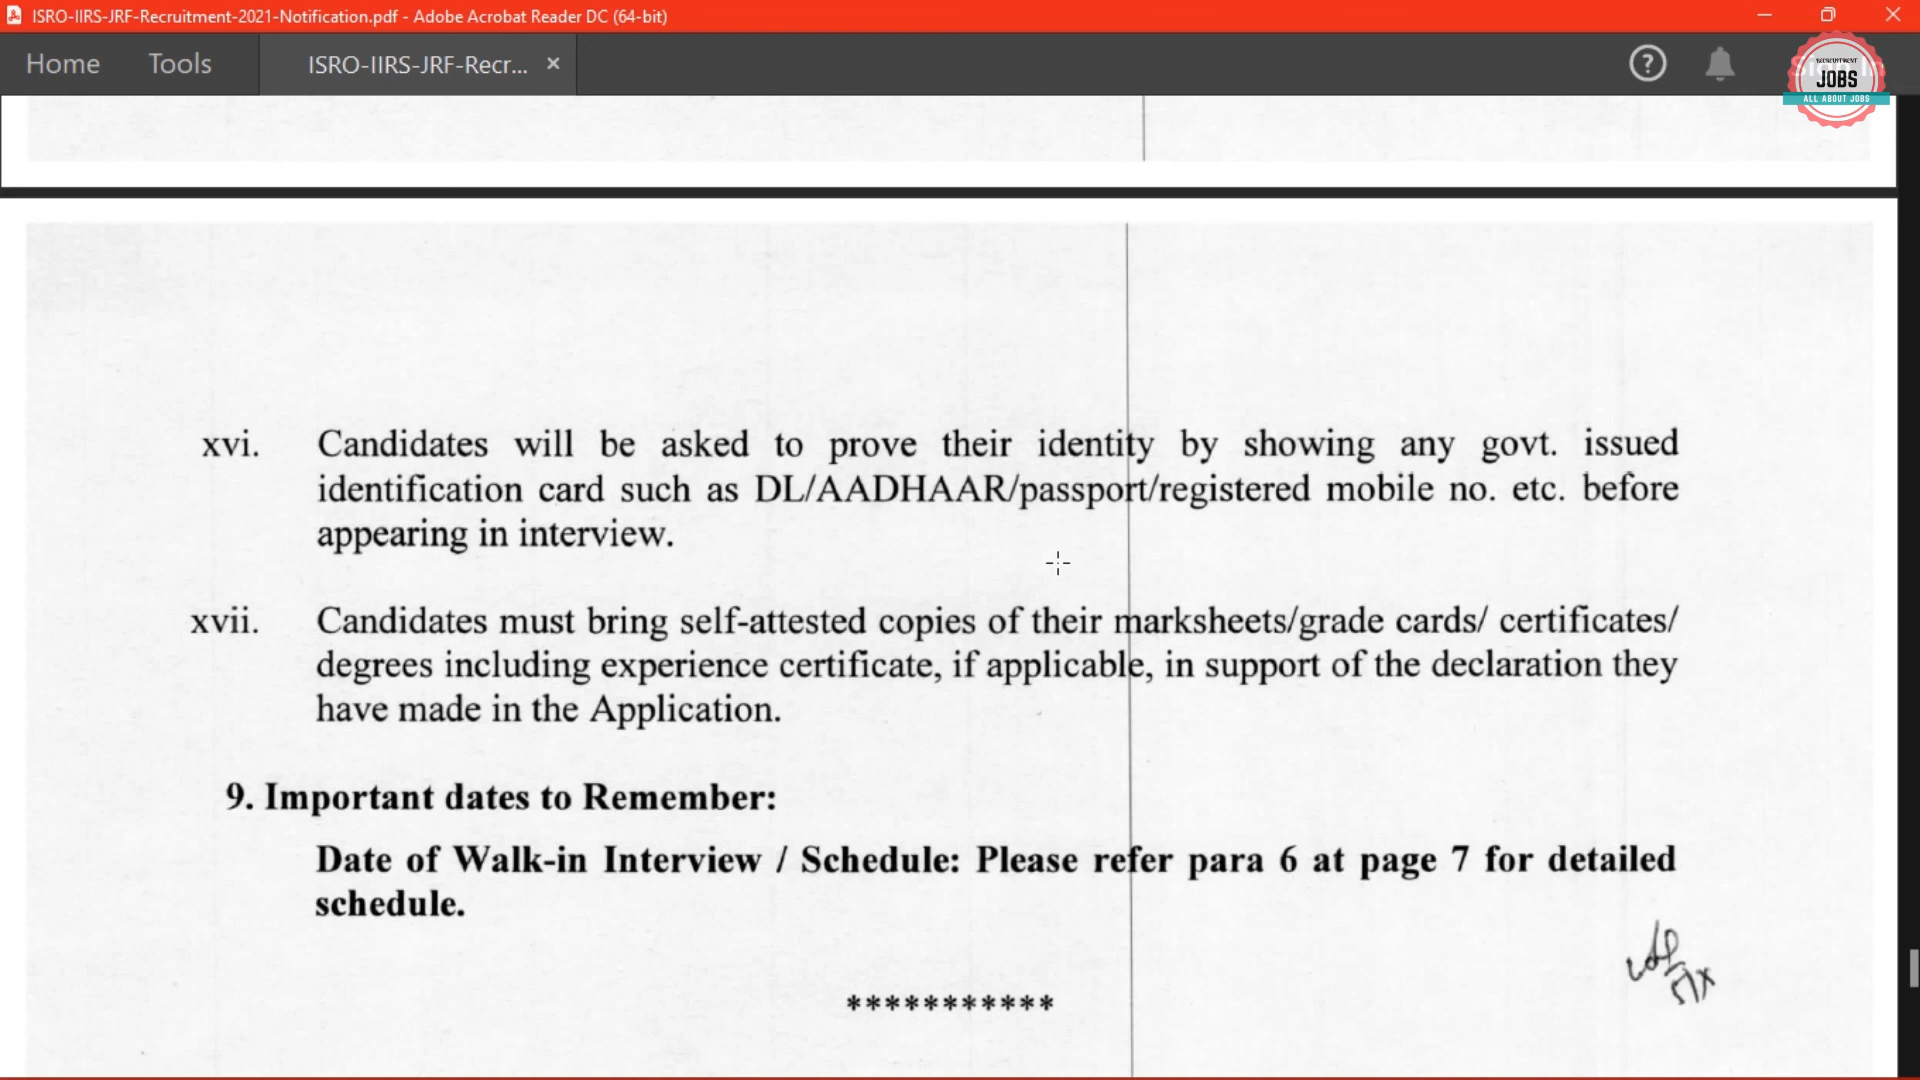 ISRO-IIRS-JRF-Recruitment-2021-Notification.pdf - Adobe Acrobat Reader DC (64-bit)
Home Tools ISRO-IIRS-JRF-Recr... ×
RECRUITMENT
JOBS
ALL ABOUT JOBS
xvi. Candidates will be asked to prove their identity by showing any govt. issued
identification card such as DL/AADHAAR/passport/registered mobile no. etc. before
appearing in interview.
xvii. Candidates must bring self-attested copies of their marksheets/grade cards/ certificates/
degrees including experience certificate, if applicable, in support of the declaration they
have made in the Application.
9. Important dates to Remember:
Date of Walk-in Interview / Schedule: Please refer para 6 at page 7 for detailed
schedule.
***********